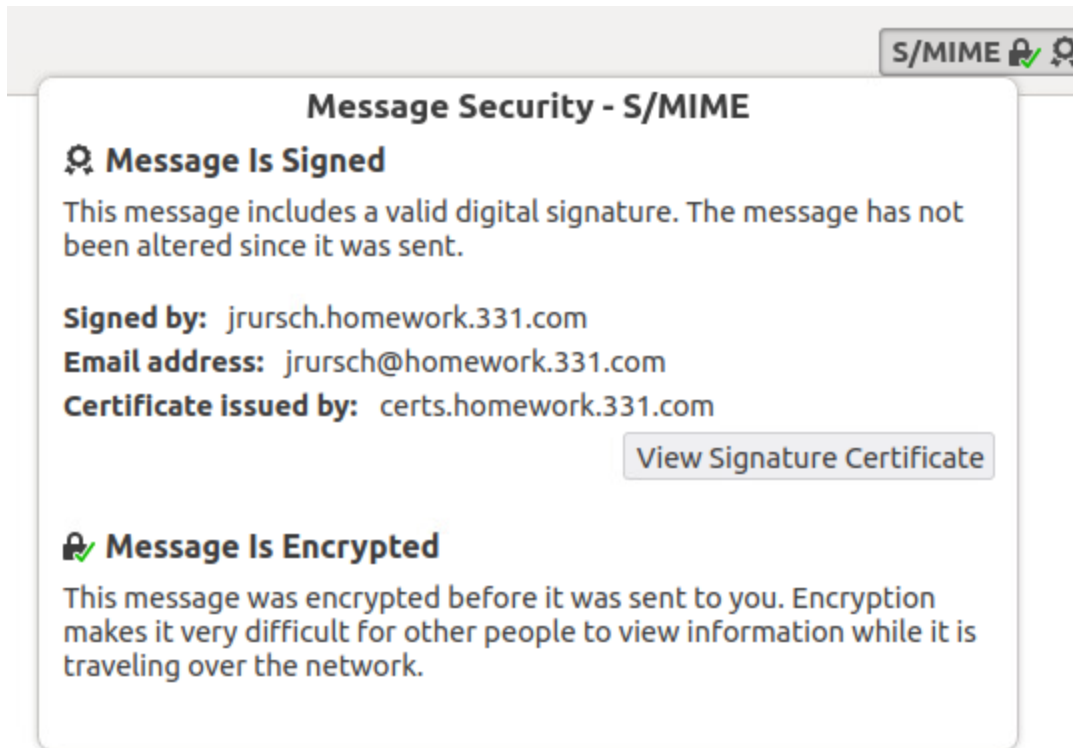 S/MIME
Message Security - S/MIME
Message Is Signed
This message includes a valid digital signature. The message has not
been altered since it was sent.
Signed by: jrursch.homework.331.com
Email address: jrursch@homework.331.com
Certificate issued by: certs.homework.331.com
View Signature Certificate
Message Is Encrypted
This message was encrypted before it was sent to you. Encryption
makes it very difficult for other people to view information while it is
traveling over the network.